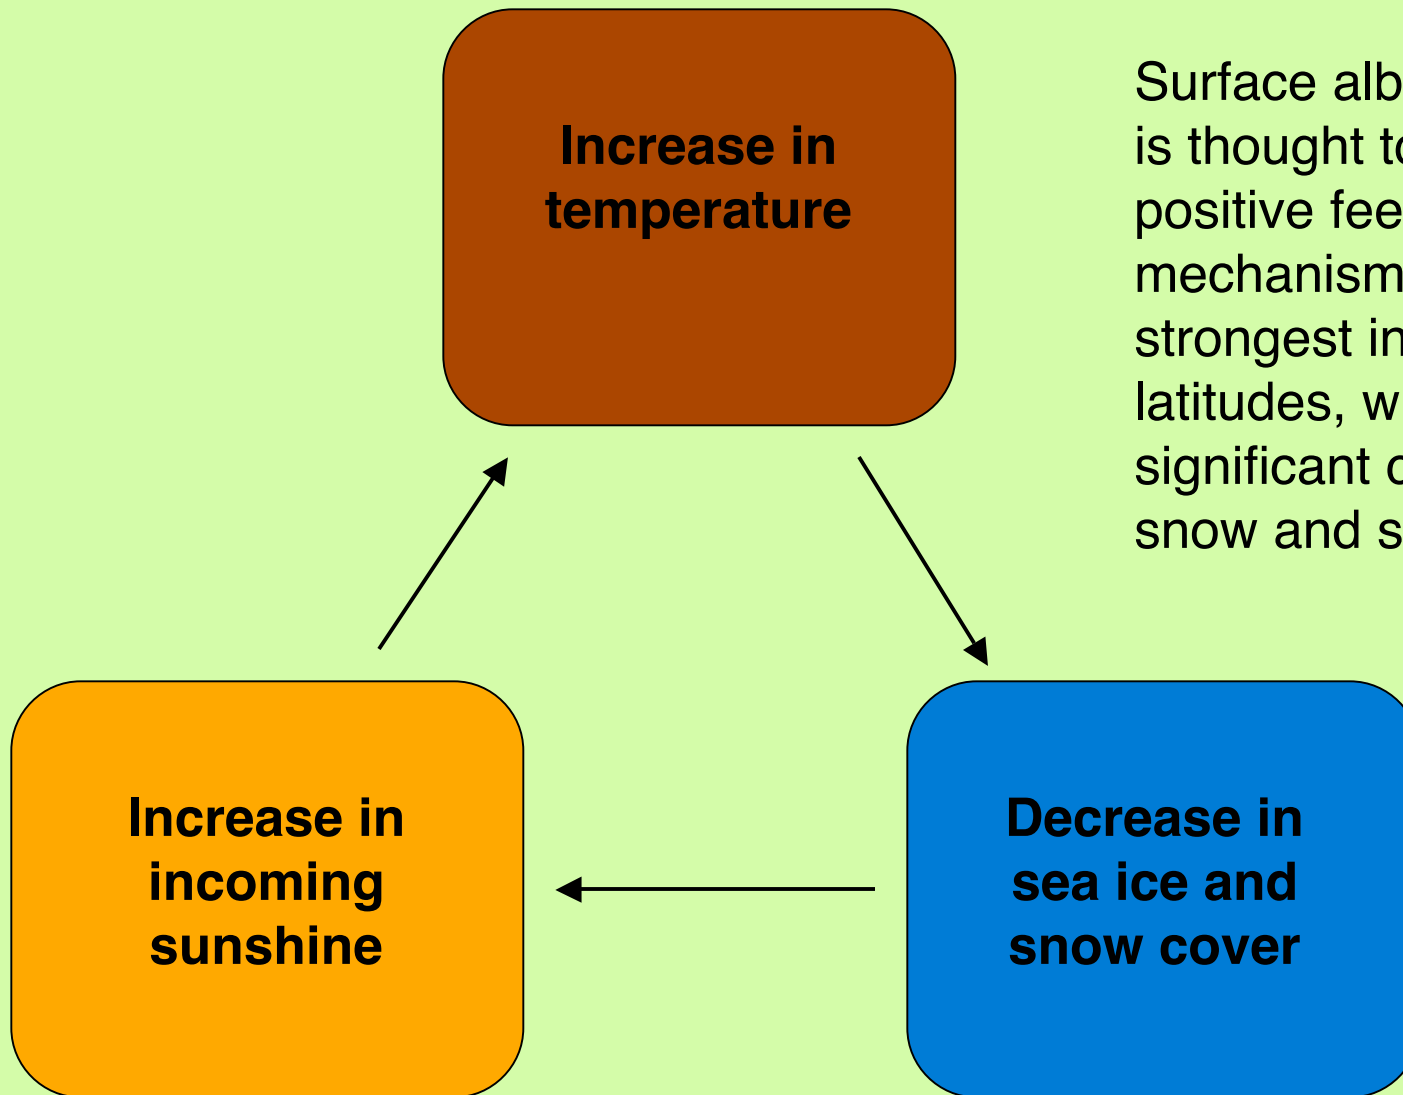 Increase in
temperature
Surface alb
is thought to
positive fee
mechanism
strongest in
latitudes, w
significant c
snow and s
Increase in
incoming
sunshine
Decrease in
sea ice and
snow cover